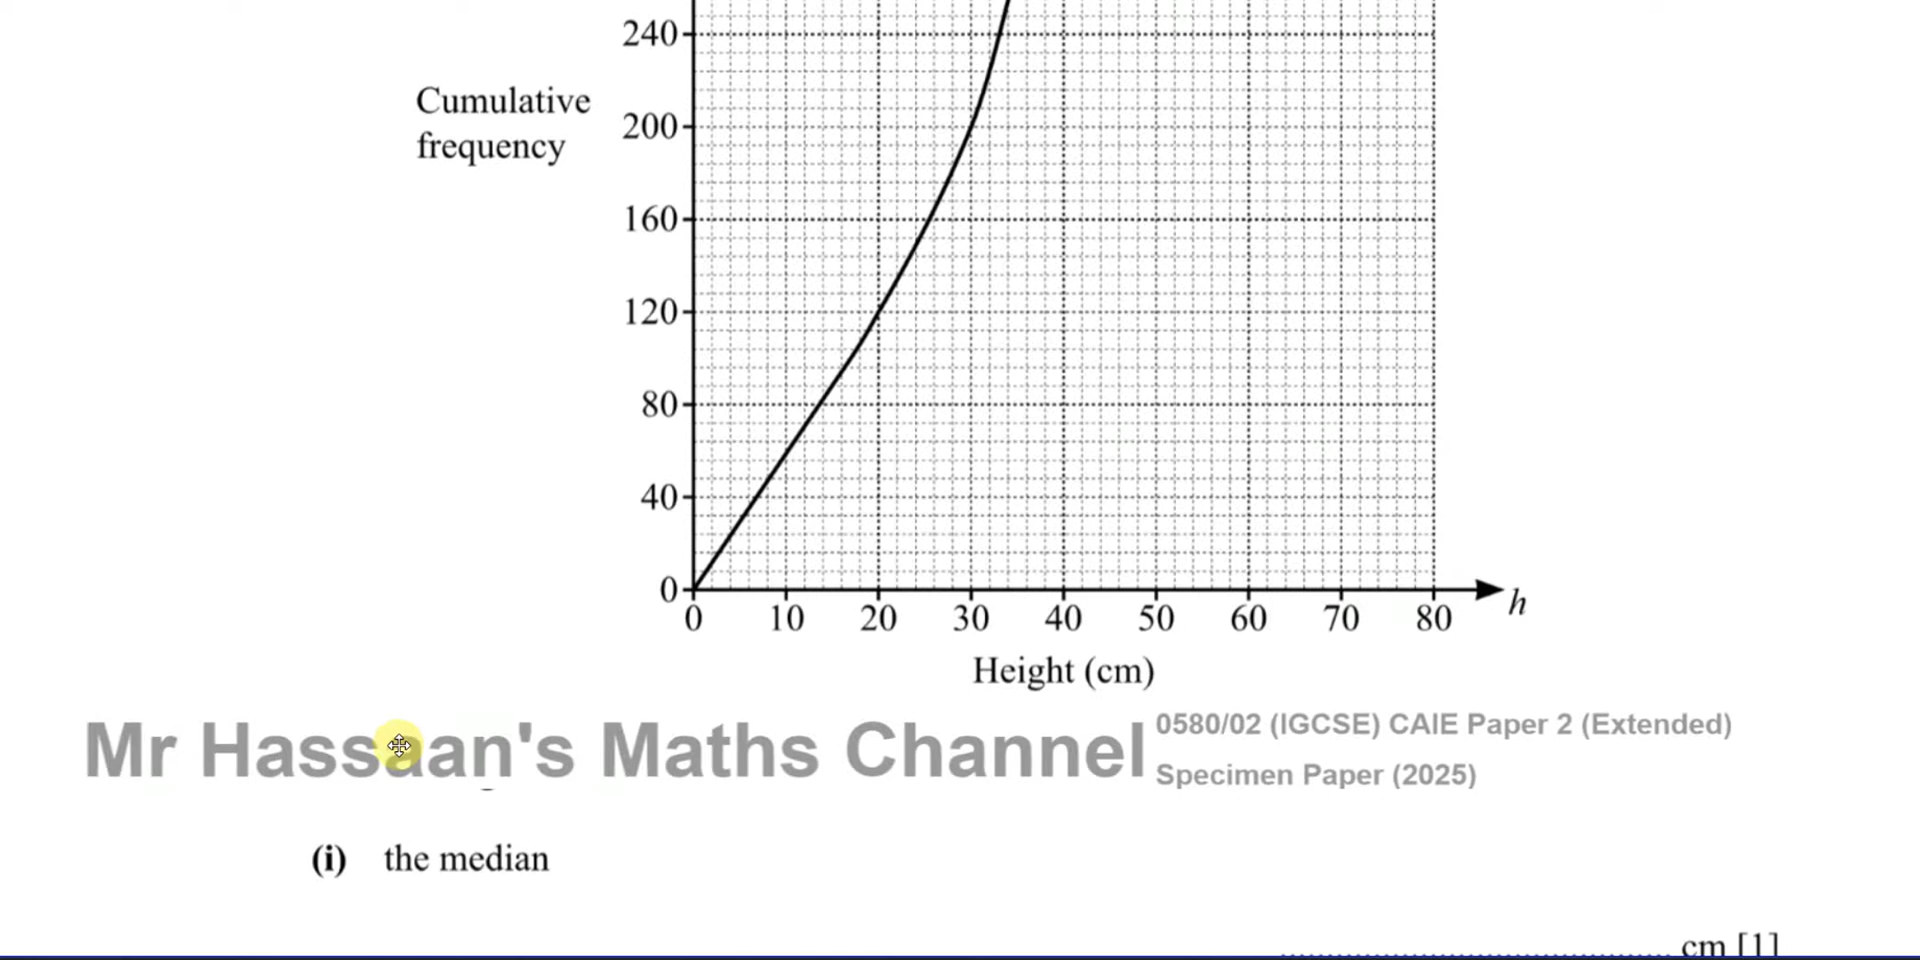 240
Cumulative
frequency
200
160
120
80
40
0
0 10 20 30 40 50 60 70 80 h
Height (cm)
Mr Hassaan's Maths Channel
0580/02 (IGCSE) CAIE Paper 2 (Extended)
Specimen Paper (2025)
(i) the median
cm [1]